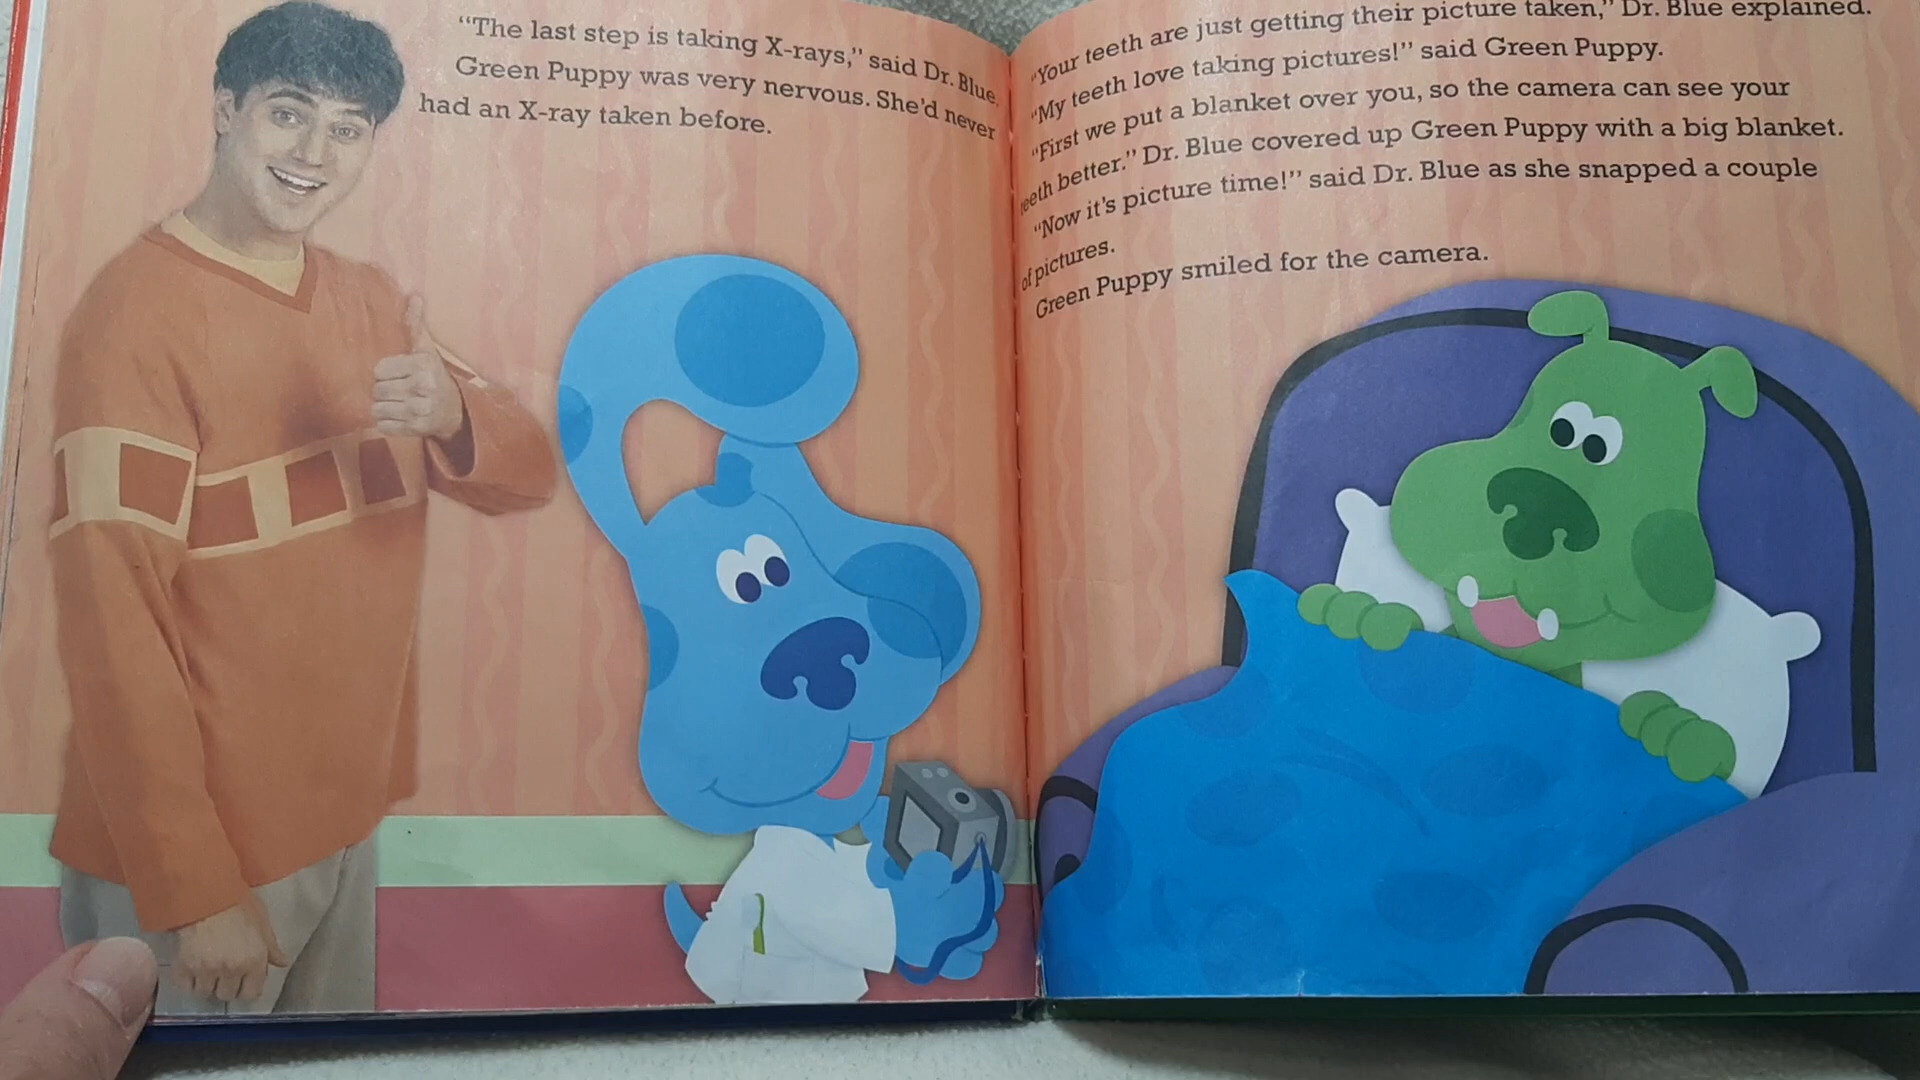 “The last step is taking X-rays,” said Dr. Blue.
Green Puppy was very nervous. She’d never
had an X-ray taken before.
“Your teeth are just getting their picture taken,” Dr. Blue explained.
“My teeth love taking pictures!” said Green Puppy.
“First we put a blanket over you, so the camera can see your
teeth better.” Dr. Blue covered up Green Puppy with a big blanket.
“Now it’s picture time!” said Dr. Blue as she snapped a couple
of pictures.
Green Puppy smiled for the camera.